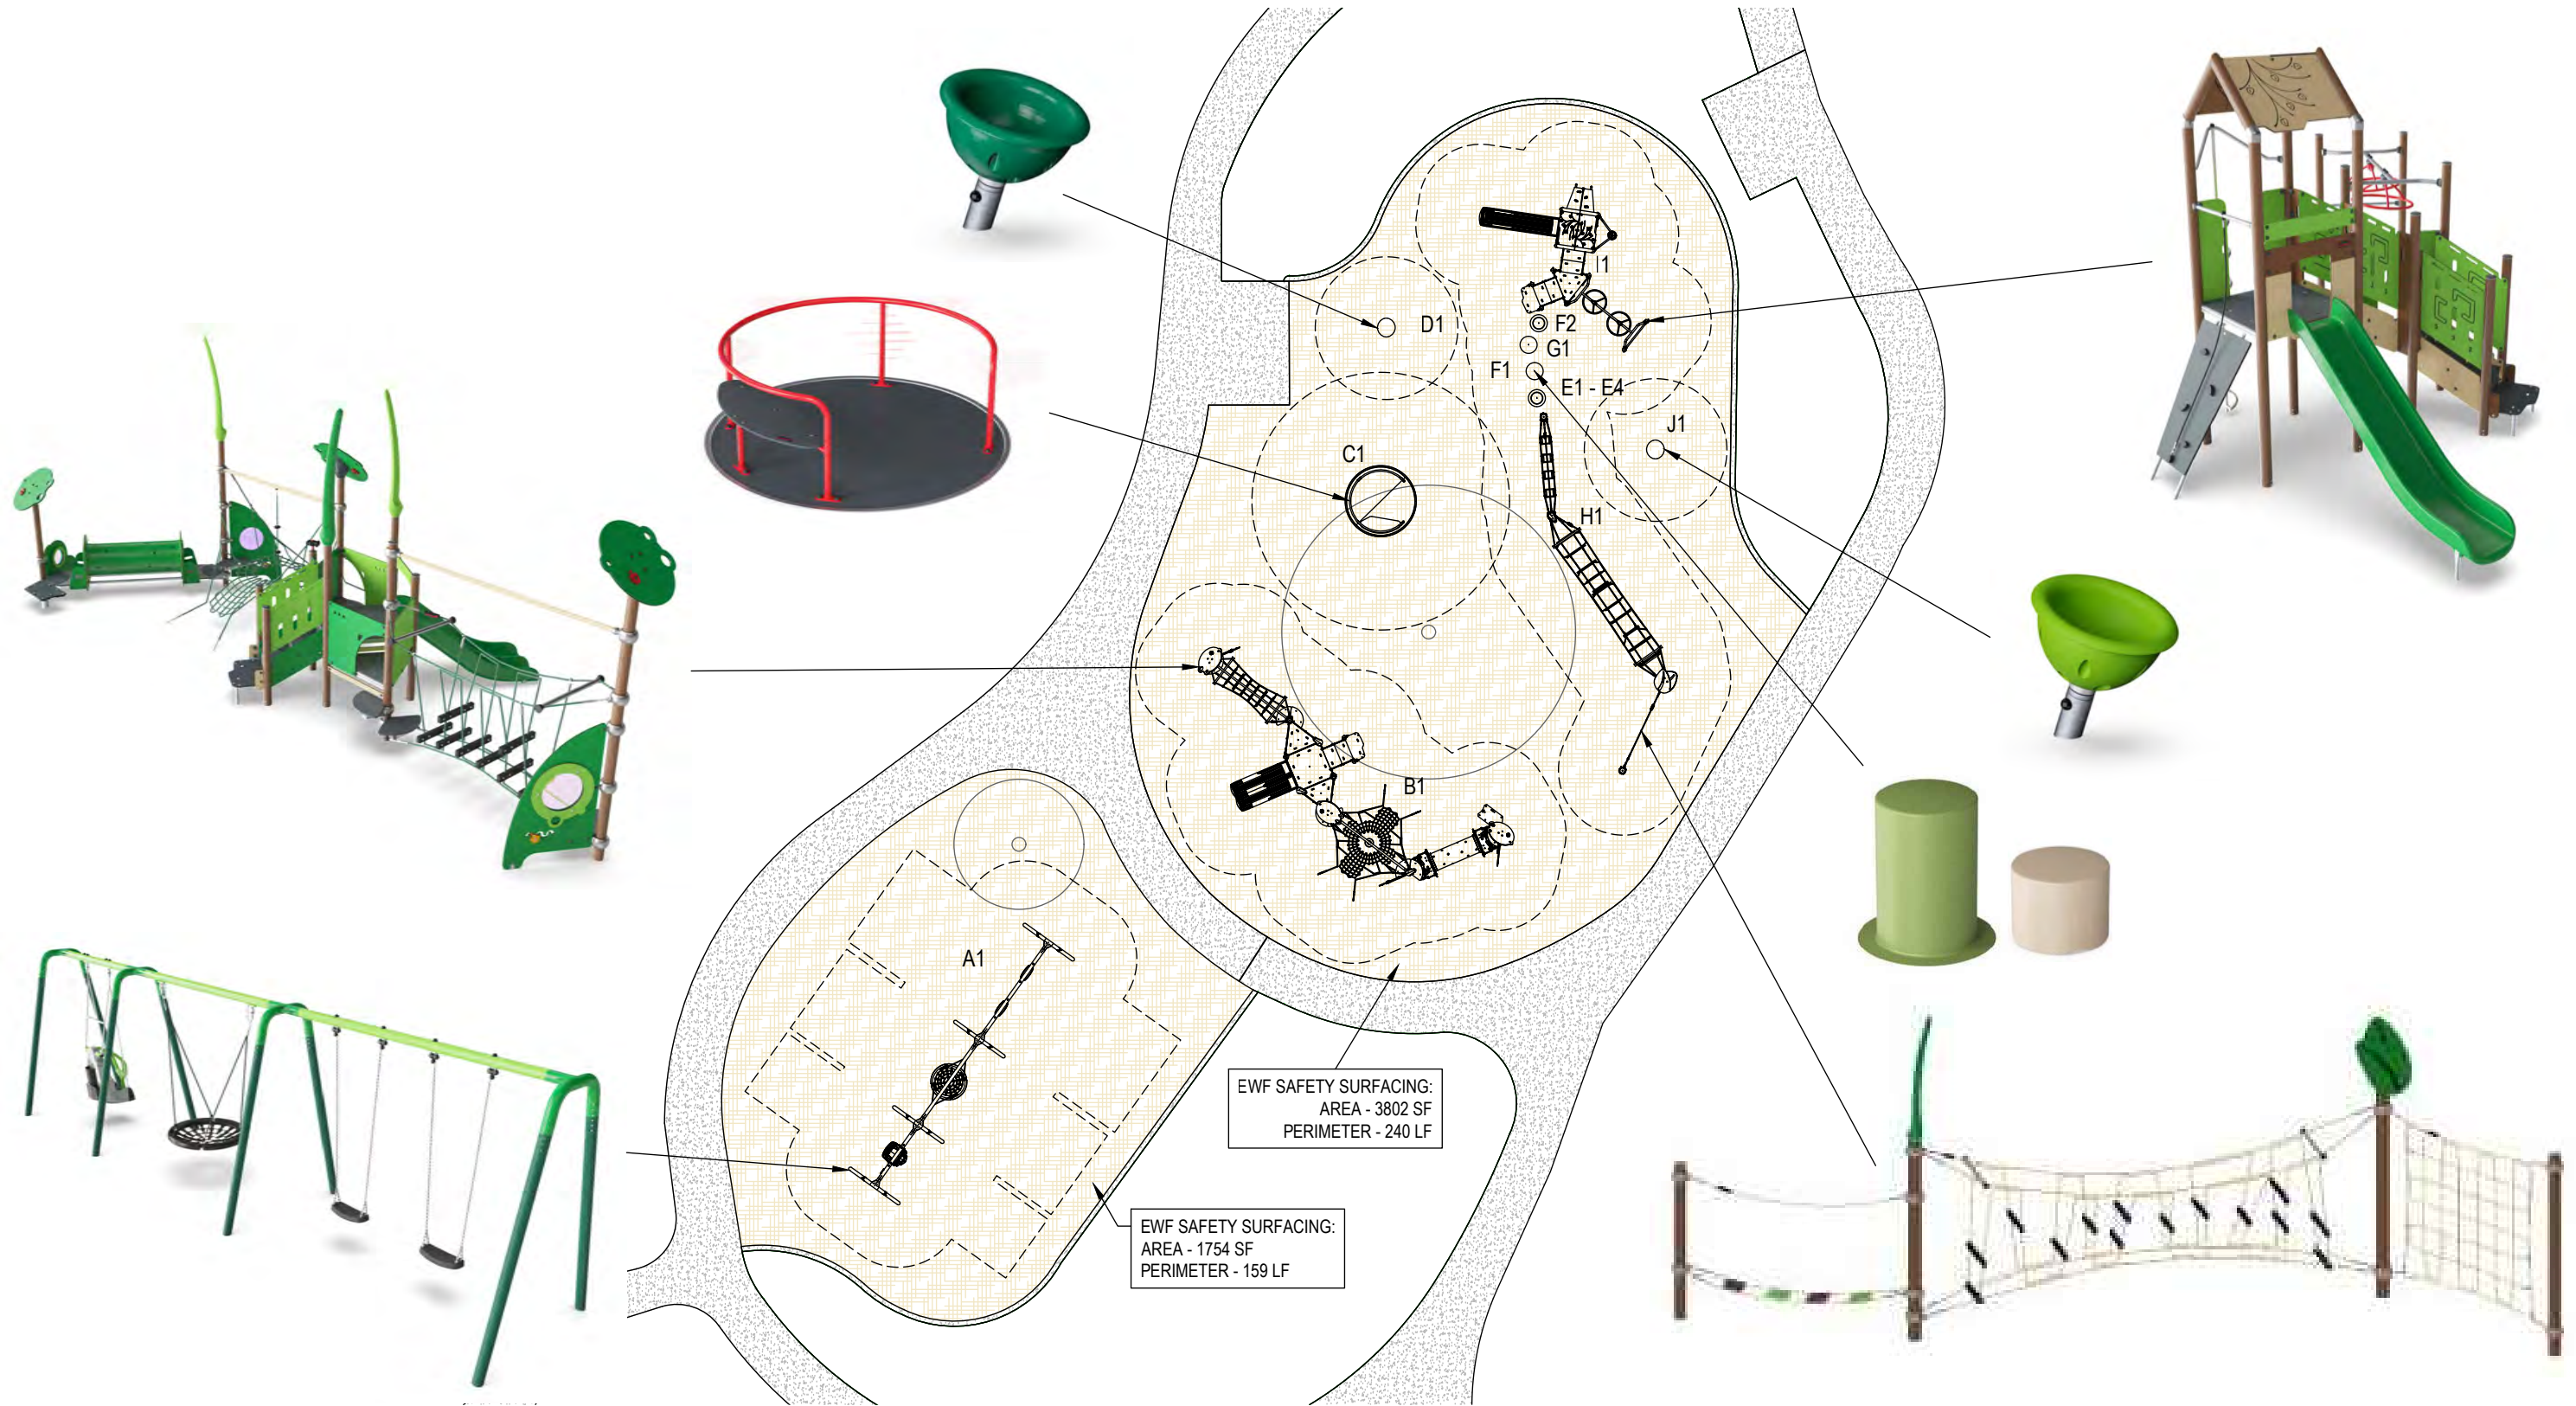 I1
D1
F2
G1
F1
E1 - E4
J1
C1
H1
B1
A1
EWF SAFETY SURFACING:
AREA - 3802 SF
PERIMETER - 240 LF
EWF SAFETY SURFACING:
AREA - 1754 SF
PERIMETER - 159 LF